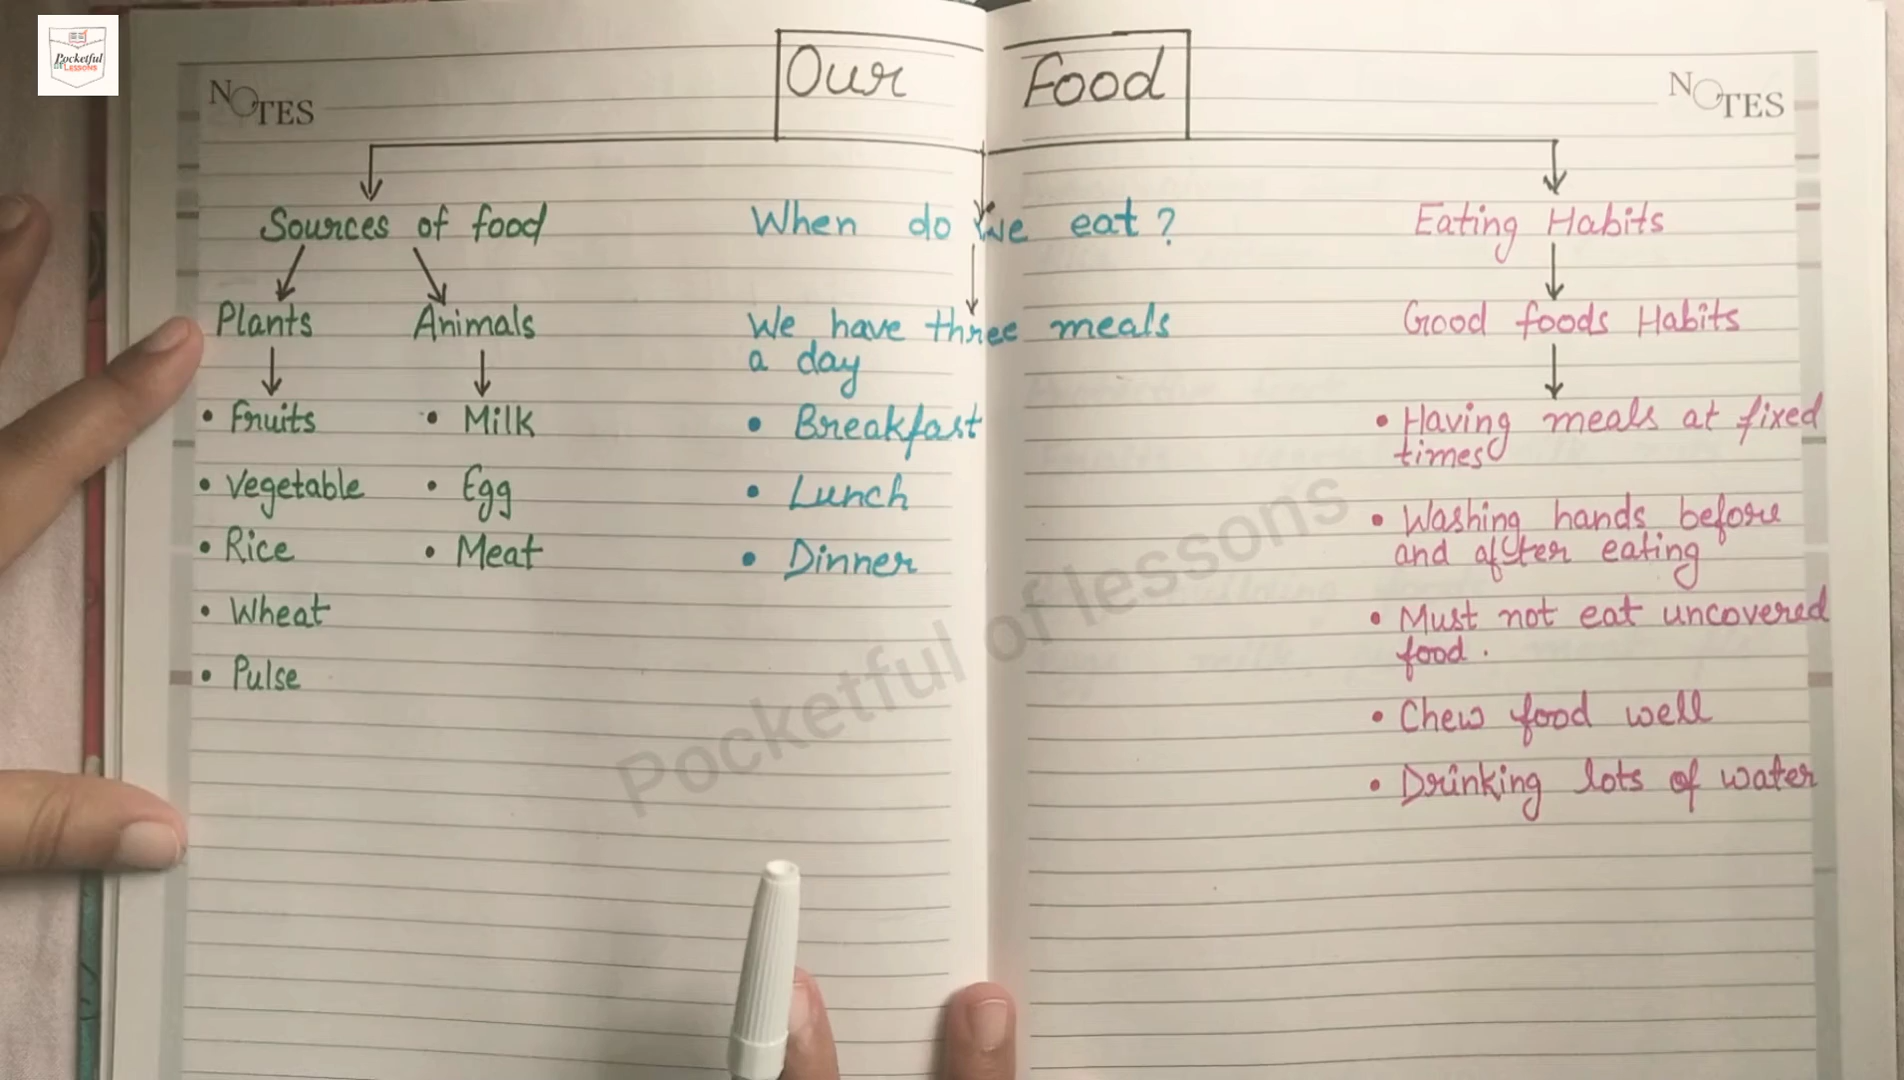 Pocketful
OF LESSONS
NOTES
Our Food
NOTES
Sources of food
Plants
Animals
• Fruits
• Vegetable
• Rice
• Wheat
• Pulse
• Milk
• Egg
• Meat
When do we eat?
We have three meals
a day
• Breakfast
• Lunch
• Dinner
Eating Habits
Good foods Habits
• Having meals at fixed
times
• Washing hands before
and after eating
• Must not eat uncovered
food.
• Chew food well
• Drinking lots of water
Pocketful of lessons